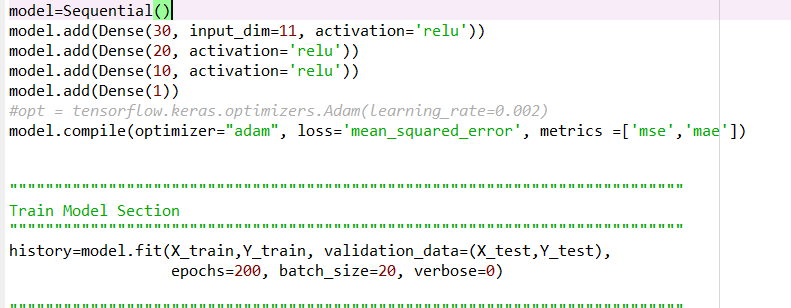 model=Sequential()
model.add(Dense(30, input_dim=11, activation='relu'))
model.add(Dense(20, activation='relu'))
model.add(Dense(10, activation='relu'))
model.add(Dense(1))
#opt = tensorflow.keras.optimizers.Adam(learning_rate=0.002)
model.compile(optimizer="adam", loss='mean_squared_error', metrics =['mse','mae'])
"""""""""""""""""""""""""""""""""""""""""""""""""""""""""""""""""""""""""""
Train Model Section
"""""""""""""""""""""""""""""""""""""""""""""""""""""""""""""""""""""""""""
history=model.fit(X_train,Y_train, validation_data=(X_test,Y_test),
                  epochs=200, batch_size=20, verbose=0)
"""""""""""""""""""""""""""""""""""""""""""""""""""""""""""""""""""""""""""